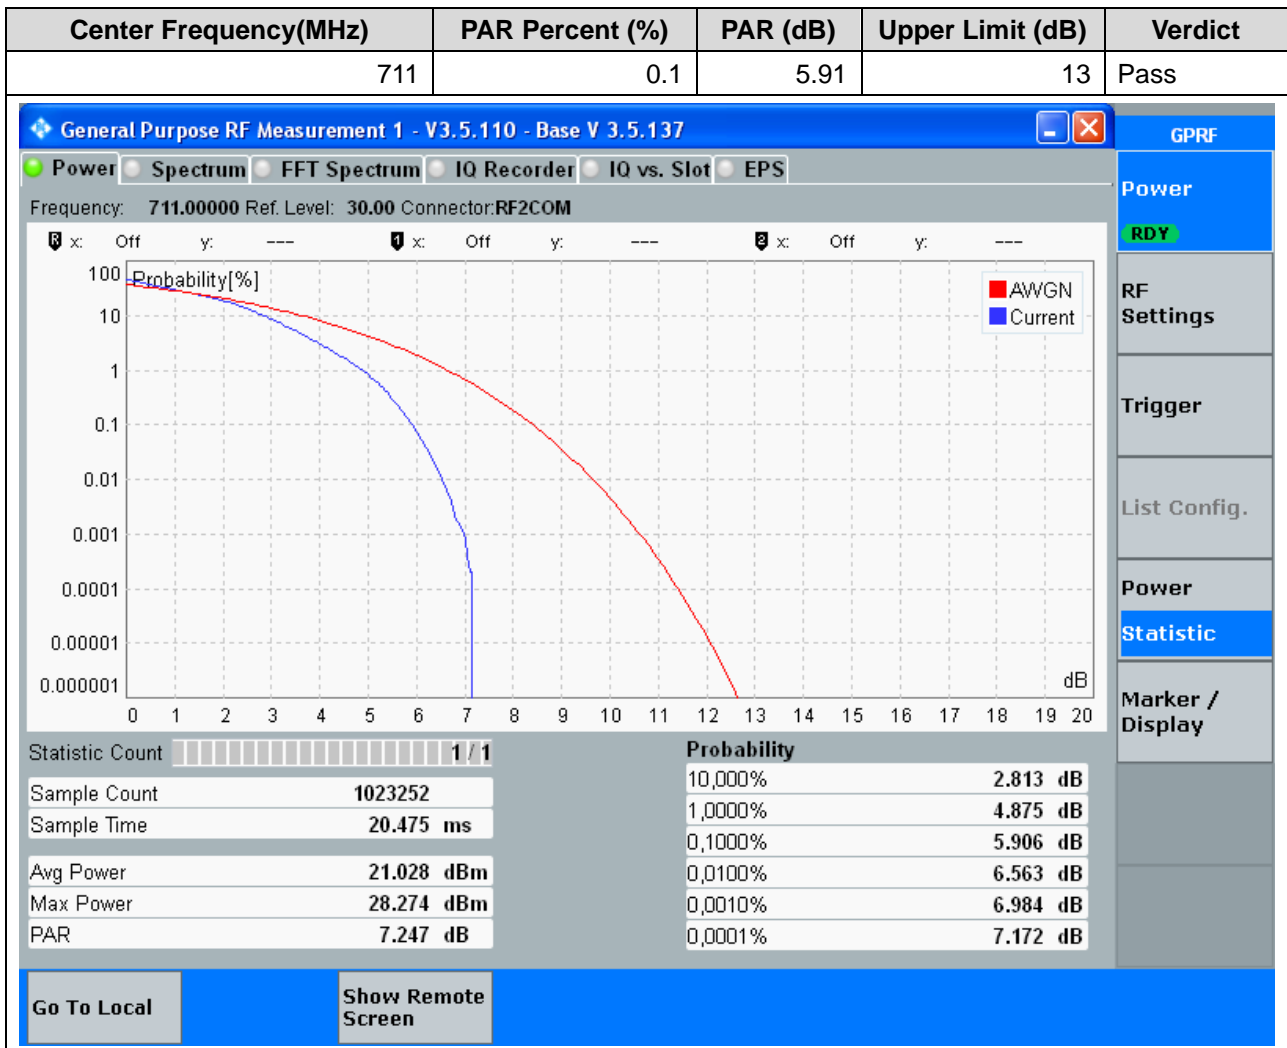 Center Frequency(MHz) PAR Percent (%) PAR (dB) Upper Limit (dB) Verdict
711 0.1 5.91 13 Pass
General Purpose RF Measurement 1 - V3.5.110 - Base V 3.5.137
GPRF
Power Spectrum FFT Spectrum IQ Recorder IQ vs. Slot EPS
Power
RDY
Frequency: 711.00000 Ref. Level: 30.00 Connector:RF2COM
R x: Off y: --- 1 x: Off y: --- 2 x: Off y: ---
Probability[%]
AWGN
Current
100
10
1
0.1
0.01
0.001
0.0001
0.00001
0.000001
dB
0 1 2 3 4 5 6 7 8 9 10 11 12 13 14 15 16 17 18 19 20
RF
Settings
Trigger
List Config.
Power
Statistic
Marker /
Display
Statistic Count 1 / 1
Sample Count 1023252
Sample Time 20.475 ms
Avg Power 21.028 dBm
Max Power 28.274 dBm
PAR 7.247 dB
Probability
10,000% 2.813 dB
1,0000% 4.875 dB
0,1000% 5.906 dB
0,0100% 6.563 dB
0,0010% 6.984 dB
0,0001% 7.172 dB
Go To Local
Show Remote
Screen